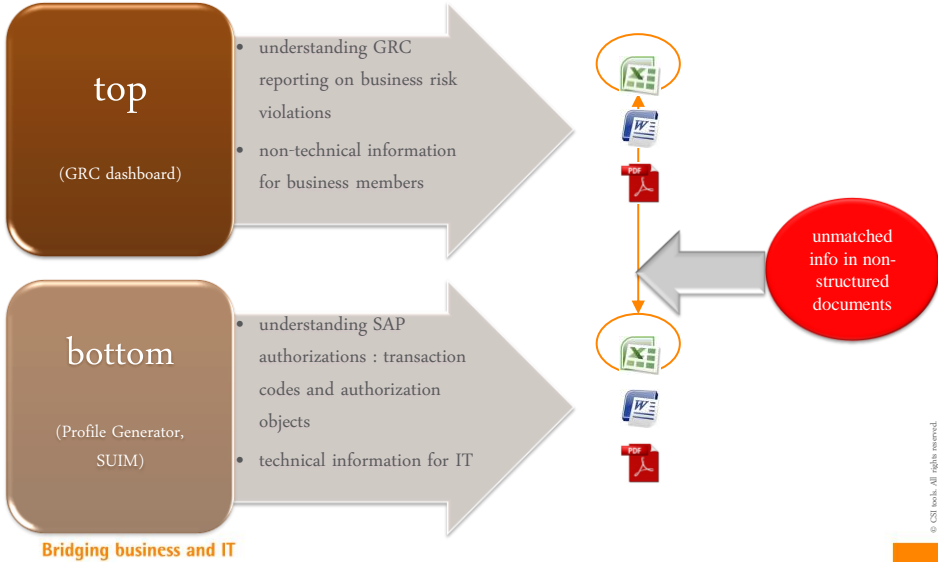 top
(GRC dashboard)
• understanding GRC
reporting on business risk
violations
• non-technical information
for business members
W
PDF
unmatched
info in non-
structured
documents
bottom
(Profile Generator,
SUIM)
• understanding SAP
authorizations : transaction
codes and authorization
objects
• technical information for IT
W
PDF
© CSI tools. All rights reserved.
Bridging business and IT